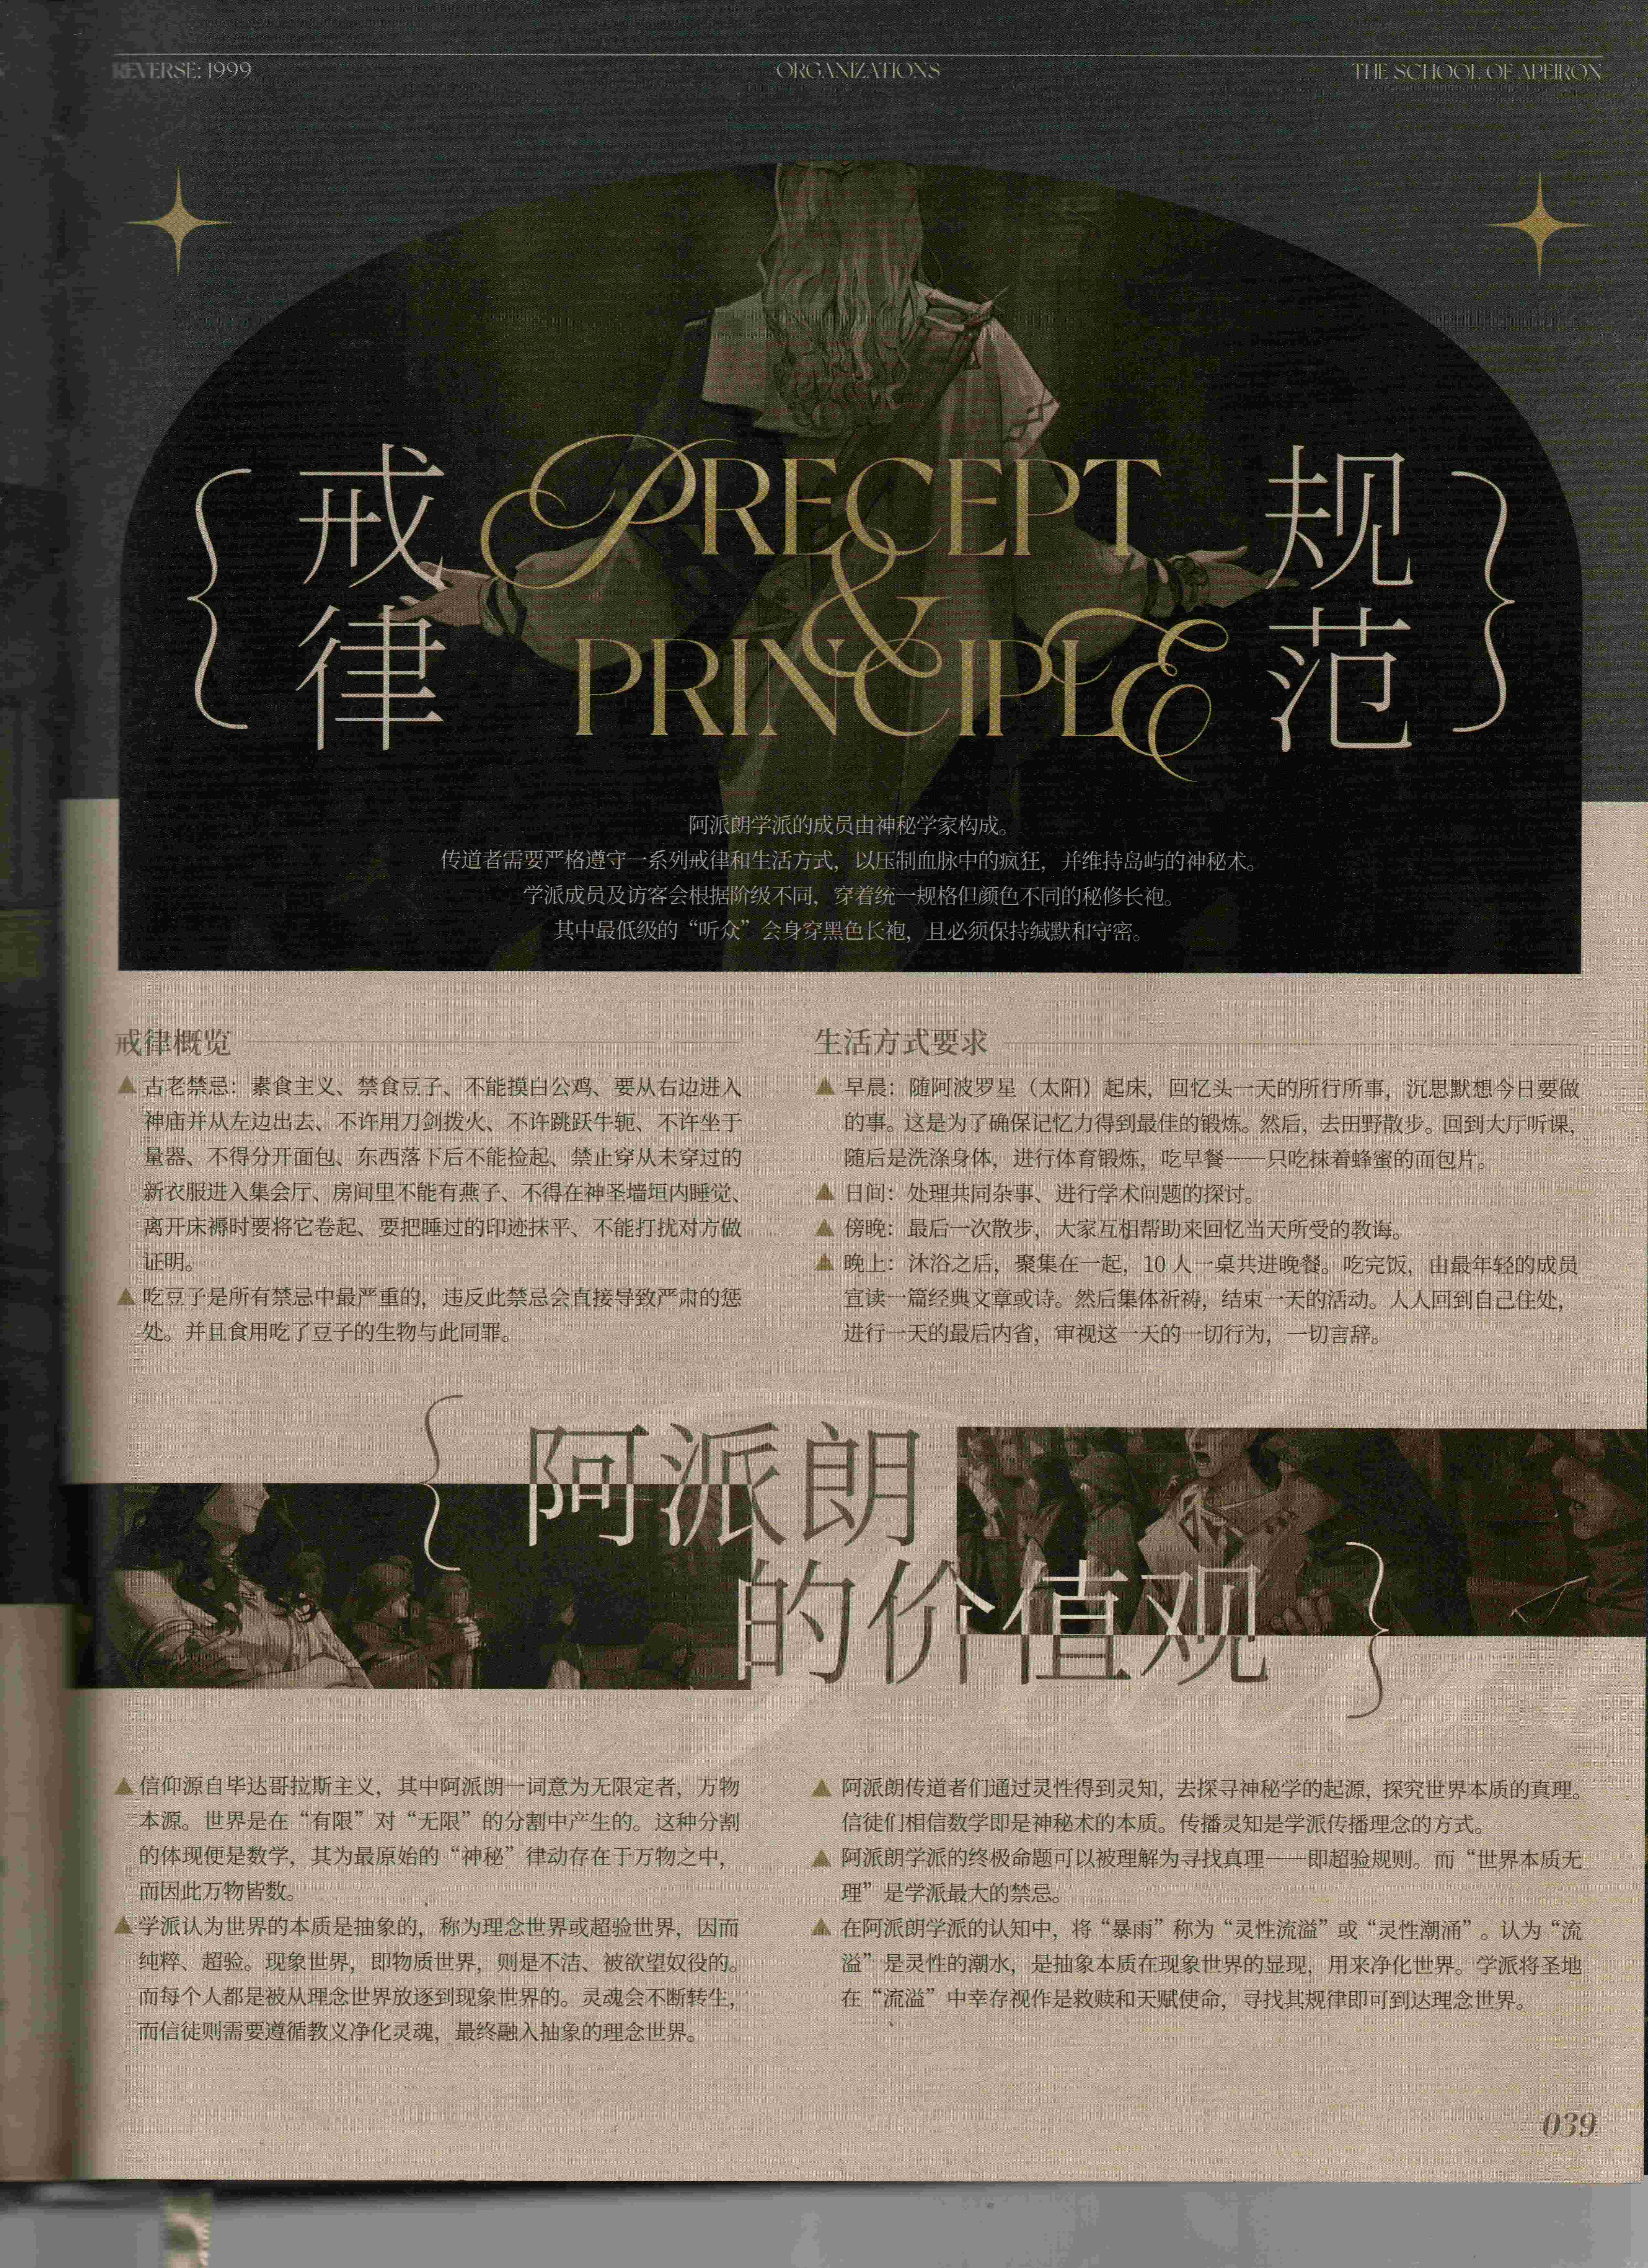 REVERSE: 1999
ORGANIZATIONS
THE SCHOOL OF APEIRON
戒律
PRECEPT
&
PRINCIPLE
规范
阿派朗学派的成员由神秘学家构成。
传道者需要严格遵守一系列戒律和生活方式，以压制血脉中的疯狂，并维持岛屿的神秘术。
学派成员及访客会根据阶级不同，穿着统一规格但颜色不同的秘修长袍。
其中最低级的“听众”会身穿黑色长袍，且必须保持缄默和守密。
戒律概览
▲ 古老禁忌：素食主义、禁食豆子、不能摸白公鸡、要从右边进入
神庙并从左边出去、不许用刀剑拨火、不许跳跃牛轭、不许坐于
量器、不得分开面包、东西落下后不能捡起、禁止穿从未穿过的
新衣服进入集会厅、房间里不能有燕子、不得在神圣墙垣内睡觉、
离开床褥时要将它卷起、要把睡过的印迹抹平、不能打扰对方做
证明。
▲ 吃豆子是所有禁忌中最严重的，违反此禁忌会直接导致严肃的惩
处。并且食用吃了豆子的生物与此同罪。
生活方式要求
▲ 早晨：随阿波罗星（太阳）起床，回忆头一天的所行所事，沉思默想今日要做
的事。这是为了确保记忆力得到最佳的锻炼。然后，去田野散步。回到大厅听课，
随后是洗涤身体，进行体育锻炼，吃早餐——只吃抹着蜂蜜的面包片。
▲ 日间：处理共同杂事、进行学术问题的探讨。
▲ 傍晚：最后一次散步，大家互相帮助来回忆当天所受的教诲。
▲ 晚上：沐浴之后，聚集在一起，10 人一桌共进晚餐。吃完饭，由最年轻的成员
宣读一篇经典文章或诗。然后集体祈祷，结束一天的活动。人人回到自己住处，
进行一天的最后内省，审视这一天的一切行为，一切言辞。
阿派朗
的价值观
▲ 信仰源自毕达哥拉斯主义，其中阿派朗一词意为无限定者，万物
本源。世界是在“有限”对“无限”的分割中产生的。这种分割
的体现便是数学，其为最原始的“神秘”律动存在于万物之中，
而因此万物皆数。
▲ 学派认为世界的本质是抽象的，称为理念世界或超验世界，因而
纯粹、超验。现象世界，即物质世界，则是不洁、被欲望奴役的。
而每个人都是被从理念世界放逐到现象世界的。灵魂会不断转生，
而信徒则需要遵循教义净化灵魂，最终融入抽象的理念世界。
▲ 阿派朗传道者们通过灵性得到灵知，去探寻神秘学的起源，探究世界本质的真理。
信徒们相信数学即是神秘术的本质。传播灵知是学派传播理念的方式。
▲ 阿派朗学派的终极命题可以被理解为寻找真理——即超验规则。而“世界本质无
理”是学派最大的禁忌。
▲ 在阿派朗学派的认知中，将“暴雨”称为“灵性流溢”或“灵性潮涌”。认为“流
溢”是灵性的潮水，是抽象本质在现象世界的显现，用来净化世界。学派将圣地
在“流溢”中幸存视作是救赎和天赋使命，寻找其规律即可到达理念世界。
039